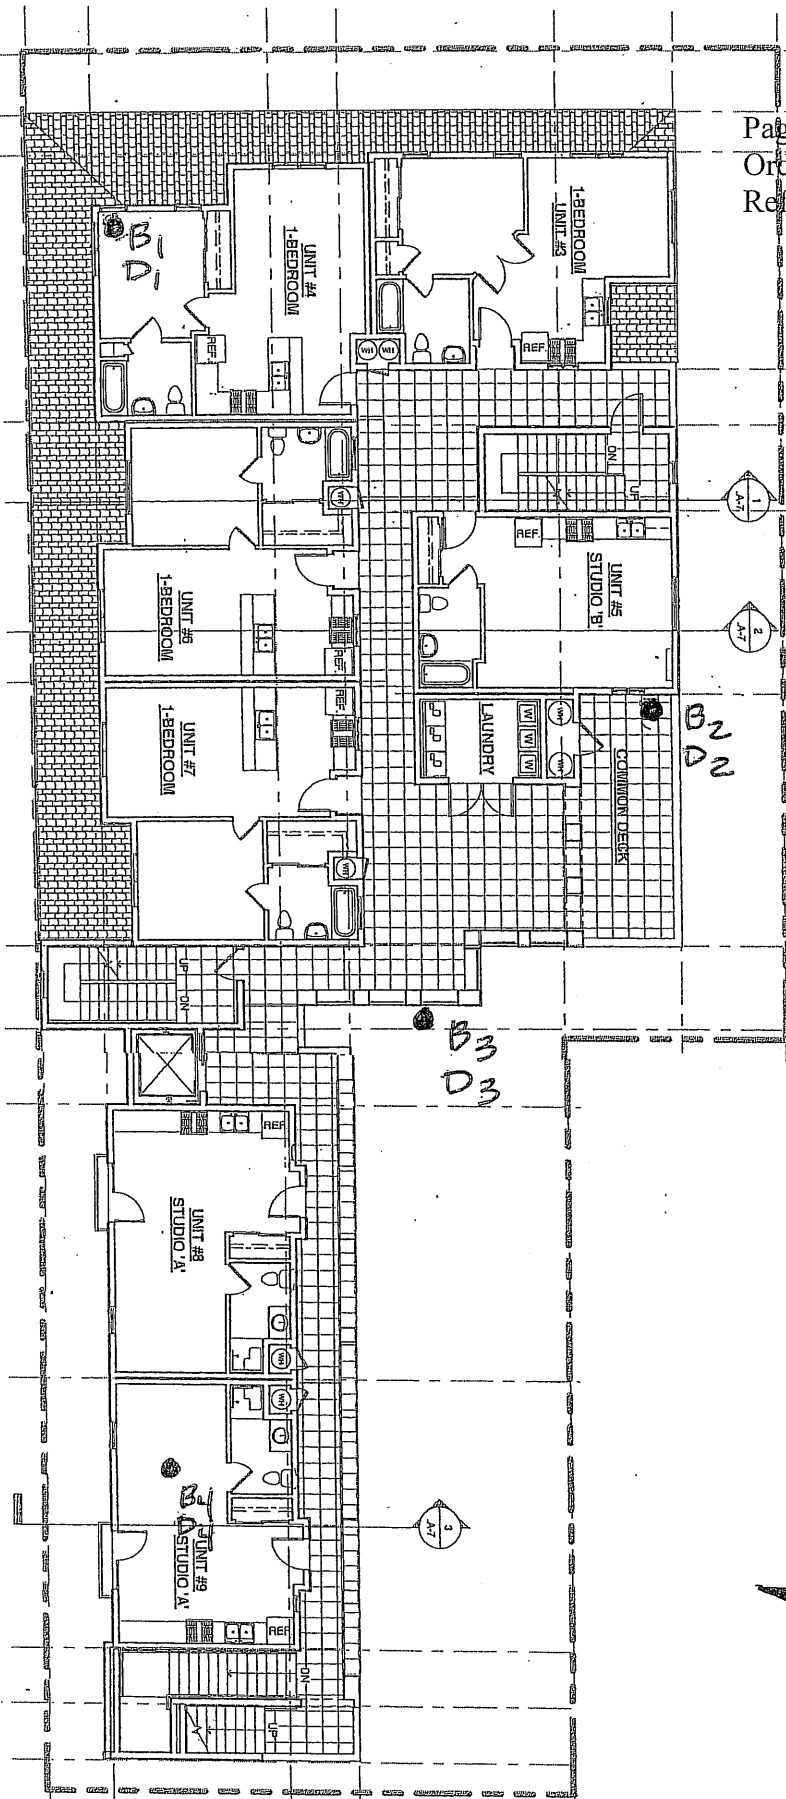 Pag
Ord
Ref
B1
D1
UNIT #4
1-BEDROOM
1-BEDROOM
UNIT #3
REF.
REF.
WH
WH
DN
UP
1
A-7
WH
REF.
UNIT #5
STUDIO 'B'
UNIT #6
1-BEDROOM
REF.
2
A-7
REF.
UNIT #7
1-BEDROOM
LAUNDRY
W
W
W
WH
WH
B2
D2
COMMON DECK
WH
UP
DN
B3
D3
REF.
UNIT #8
STUDIO 'A'
WH
WH
UNIT #9
STUDIO 'A'
3
A-7
REF.
DN
UP